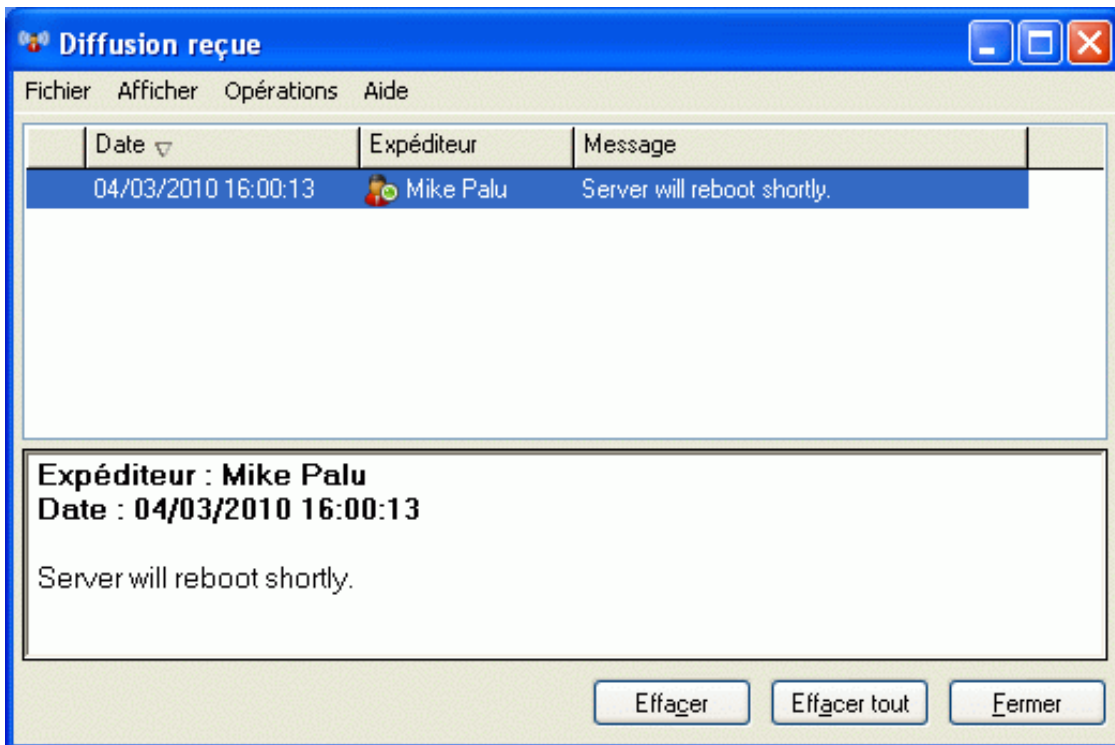 Diffusion reçue
Fichier Afficher Opérations Aide
Date Expéditeur Message
04/03/2010 16:00:13 Mike Palu Server will reboot shortly.
Expéditeur : Mike Palu
Date : 04/03/2010 16:00:13
Server will reboot shortly.
Effacer Effacer tout Fermer